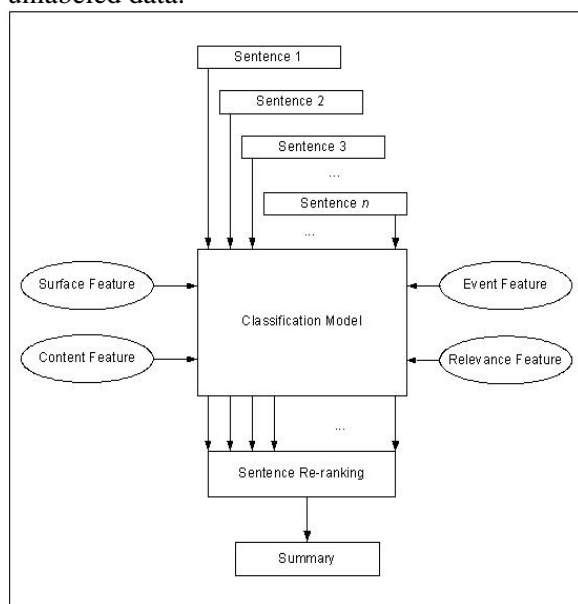 unlabeled data.
Sentence 1
Sentence 2
Sentence 3
...
Sentence n
...
Surface Feature
Event Feature
Classification Model
Content Feature
Relevance Feature
...
Sentence Re-ranking
Summary